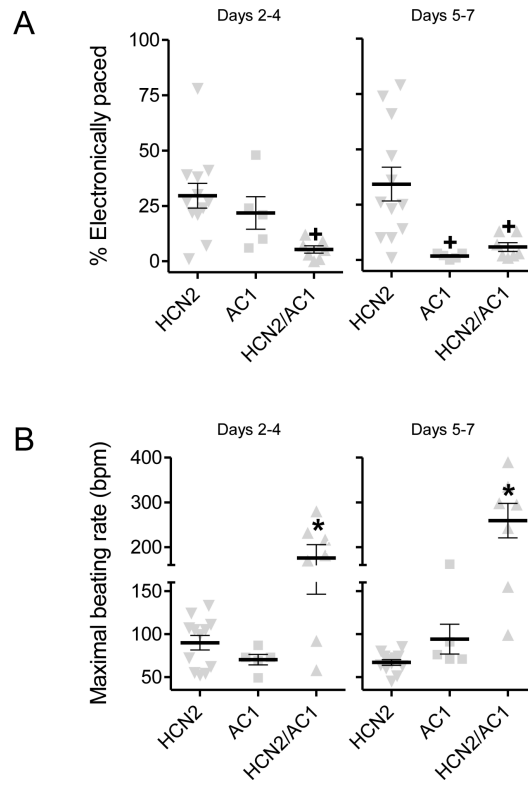 A
Days 2-4
Days 5-7
% Electronically paced
100
75
50
25
0
+
+
+
HCN2
AC1
HCN2/AC1
HCN2
AC1
HCN2/AC1
B
Days 2-4
Days 5-7
Maximal beating rate (bpm)
400
300
200
150
100
50
*
*
HCN2
AC1
HCN2/AC1
HCN2
AC1
HCN2/AC1